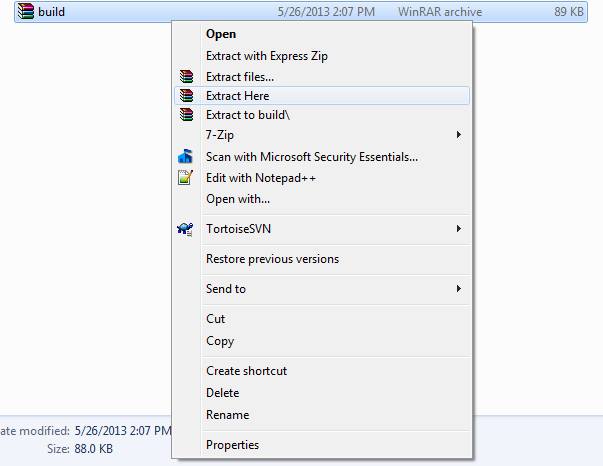 build 5/26/2013 2:07 PM WinRAR archive 89 KB
Open
Extract with Express Zip
Extract files...
Extract Here
Extract to build\
7-Zip
Scan with Microsoft Security Essentials...
Edit with Notepad++
Open with...
TortoiseSVN
Restore previous versions
Send to
Cut
Copy
Create shortcut
Delete
Rename
Properties
ate modified: 5/26/2013 2:07 PM
Size: 88.0 KB